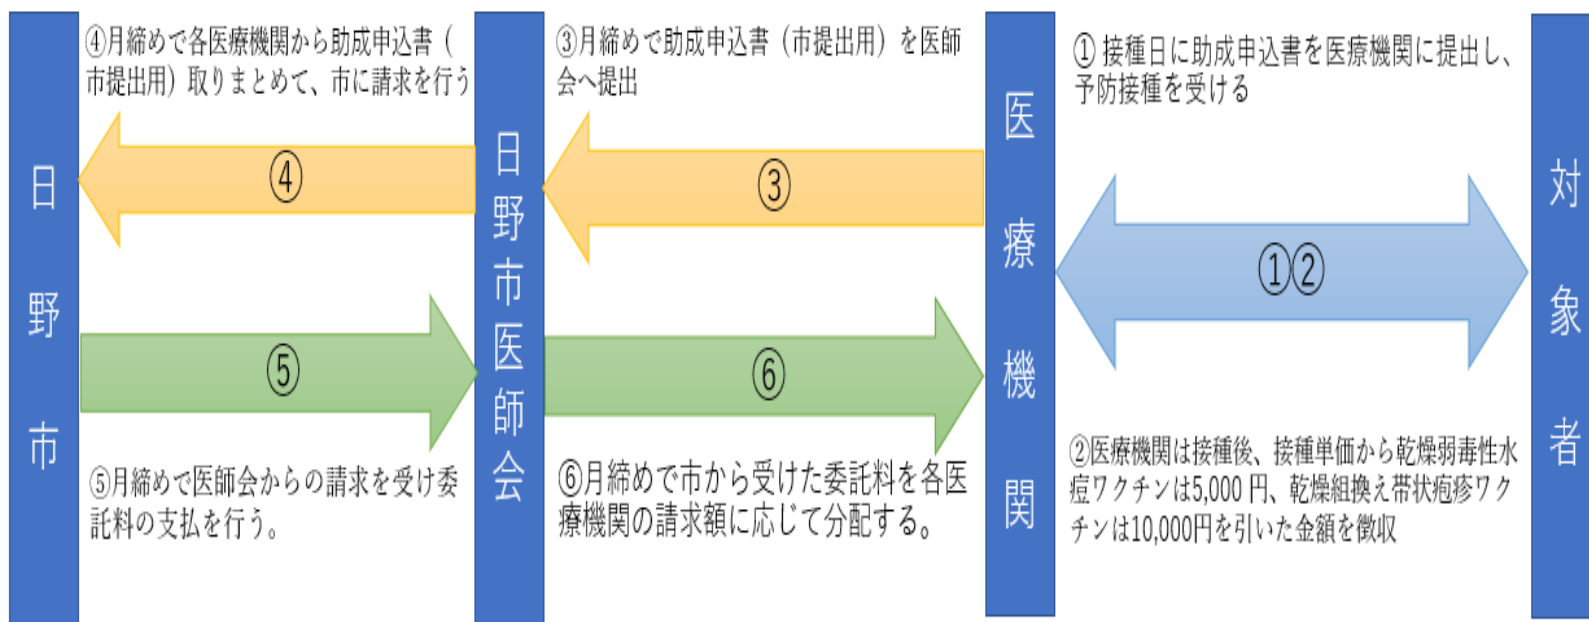 ④月締めで各医療機関から助成申込書（
市提出用）取りまとめて、市に請求を行う
③月締めで助成申込書（市提出用）を医師
会へ提出
① 接種日に助成申込書を医療機関に提出し、
予防接種を受ける
日野市
④
日野市医師会
③
医療機関
①②
対象者
⑤
⑥
⑤月締めで医師会からの請求を受け委
託料の支払を行う。
⑥月締めで市から受けた委託料を各医
療機関の請求額に応じて分配する。
②医療機関は接種後、接種単価から乾燥弱毒性水
痘ワクチンは5,000 円、乾燥組換え帯状疱疹ワク
チンは10,000円を引いた金額を徴収